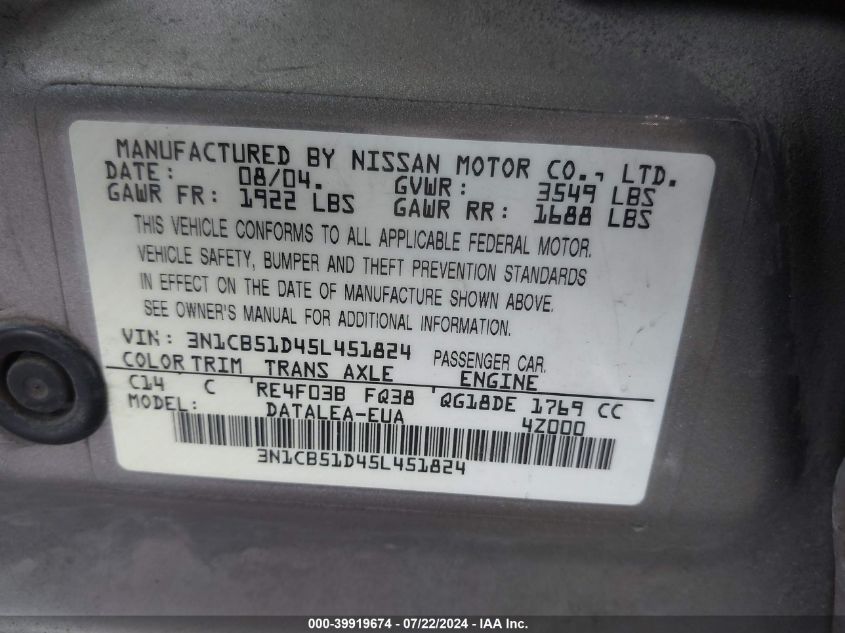 MANUFACTURED BY NISSAN MOTOR CO., LTD.
DATE: 08/04. GVWR: 3549 LBS
GAWR FR: 1922 LBS GAWR RR: 1688 LBS
THIS VEHICLE CONFORMS TO ALL APPLICABLE FEDERAL MOTOR.
VEHICLE SAFETY, BUMPER AND THEFT PREVENTION STANDARDS
IN EFFECT ON THE DATE OF MANUFACTURE SHOWN ABOVE.
SEE OWNER'S MANUAL FOR ADDITIONAL INFORMATION.
VIN: 3N1CB51D45L451824 PASSENGER CAR.
COLOR TRIM TRANS AXLE ENGINE
C14 C RE4F03B FQ38 QG18DE 1769 CC
MODEL: DATALEA-EUA 4Z000
3N1CB51D45L451824
000-39919674 / 07/22/2024 - IAA Inc.